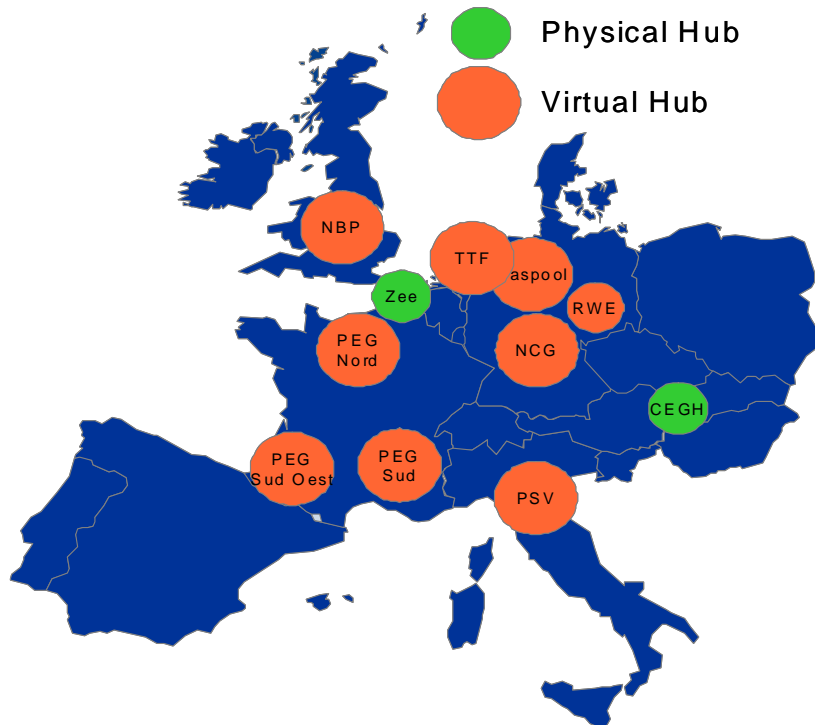 Physical Hub
Virtual Hub
NBP
TTF
aspool
Zee
RWE
PEG
Nord
NCG
CEGH
PEG
Sud Oest
PEG
Sud
PSV